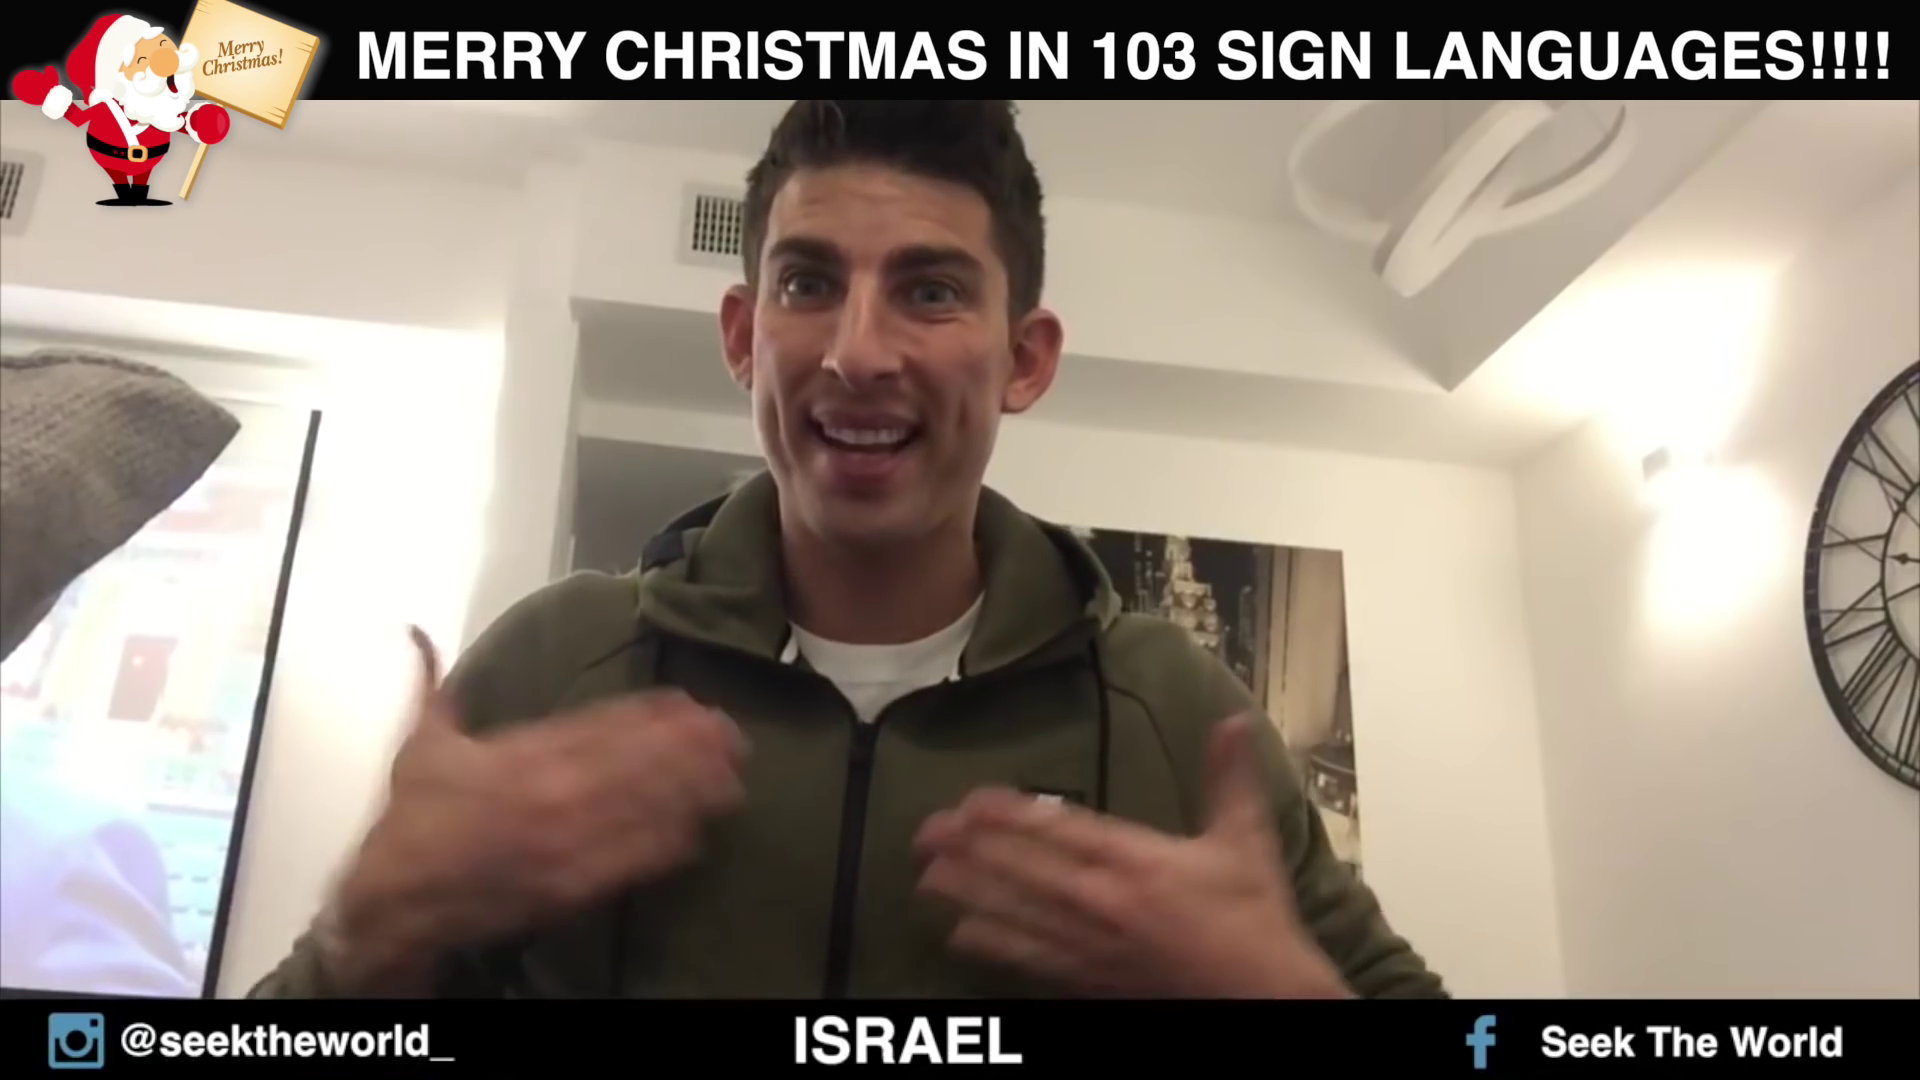 Merry
Christmas!
MERRY CHRISTMAS IN 103 SIGN LANGUAGES!!!!
@seektheworld_
ISRAEL
Seek The World